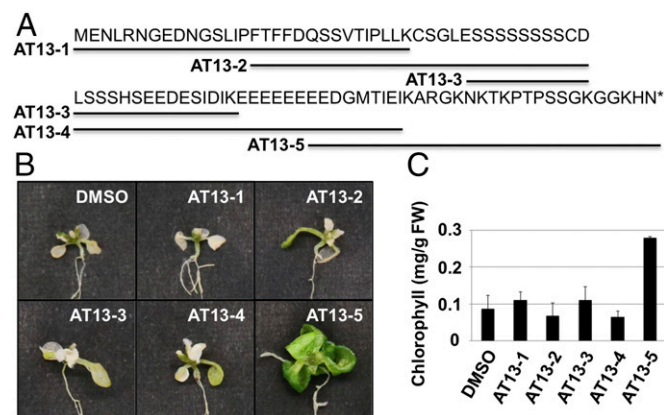 A
MENLRNGEDNGSLIPFTFFDQSSVTIPLLKCSGLESSSSSSSSCD
AT13-1
AT13-2
AT13-3
LSSSHSEEDESIDIKEEEEEEEEDGMTIEIKARGKNKTKPTPSSGKGGKHN*
AT13-3
AT13-4
AT13-5
B
DMSO
AT13-1
AT13-2
AT13-3
AT13-4
AT13-5
C
Chlorophyll (mg/g FW)
0.3
0.2
0.1
0
DMSO
AT13-1
AT13-2
AT13-3
AT13-4
AT13-5